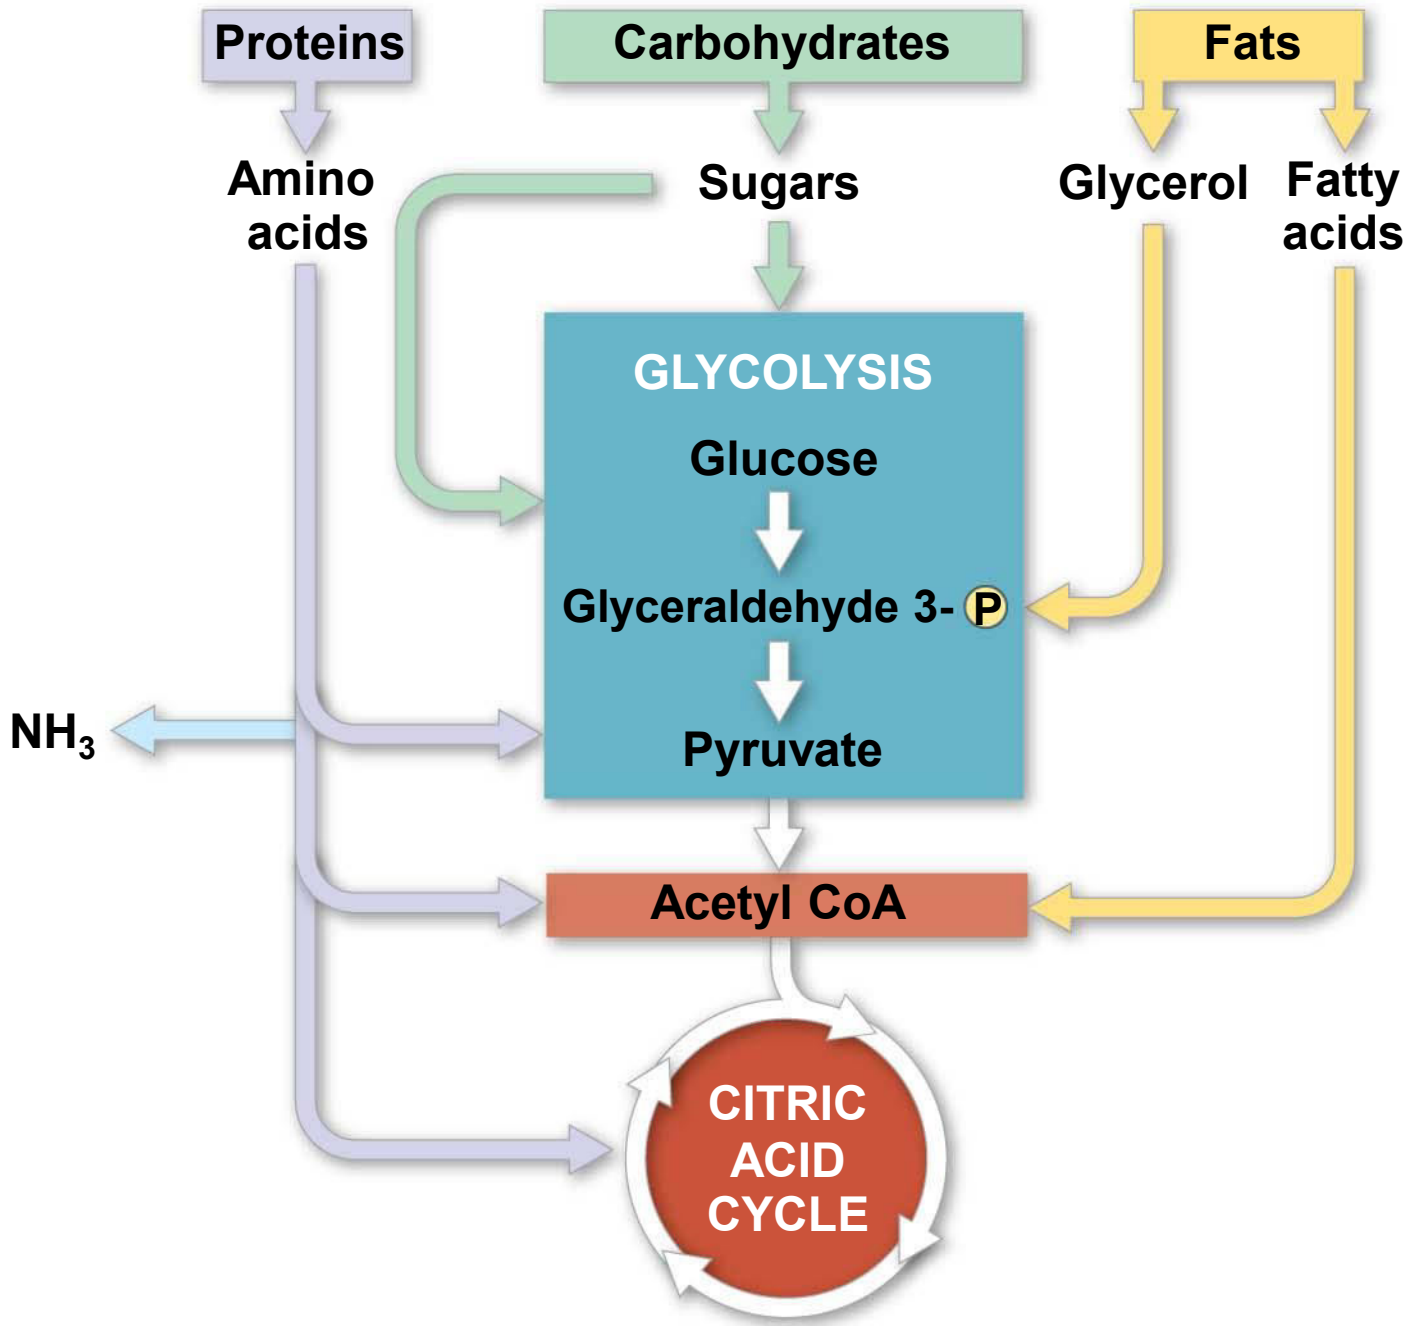 Proteins
Carbohydrates
Fats
Amino
acids
Sugars
Glycerol
Fatty
acids
GLYCOLYSIS
Glucose
Glyceraldehyde 3- P
NH₃
Pyruvate
Acetyl CoA
CITRIC
ACID
CYCLE